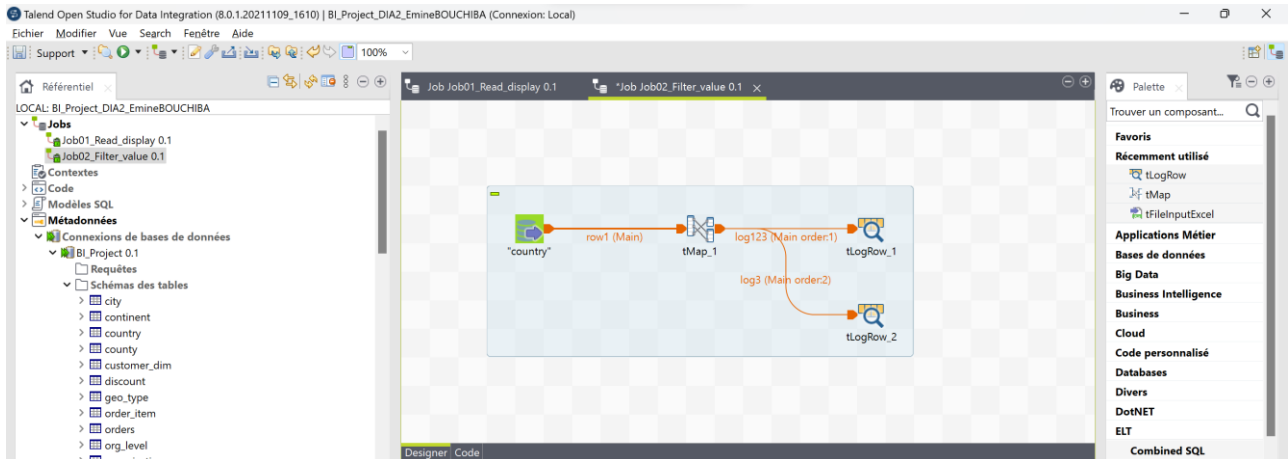 Talend Open Studio for Data Integration (8.0.1.20211109_1610) | BI_Project_DIA2_EmineBOUCHIBA (Connexion: Local)
Fichier Modifier Vue Search Fenêtre Aide
Support 100%
Référentiel
LOCAL: BI_Project_DIA2_EmineBOUCHIBA
Jobs
Job01_Read_display 0.1
Job02_Filter_value 0.1
Contextes
Code
Modèles SQL
Métadonnées
Connexions de bases de données
BI_Project 0.1
Requêtes
Schémas des tables
city
continent
country
county
customer_dim
discount
geo_type
order_item
orders
org_level
Job Job01_Read_display 0.1
*Job Job02_Filter_value 0.1
"country"
row1 (Main)
tMap_1
log123 (Main order:1)
tLogRow_1
log3 (Main order:2)
tLogRow_2
Designer Code
Palette
Trouver un composant...
Favoris
Récemment utilisé
tLogRow
tMap
tFileInputExcel
Applications Métier
Bases de données
Big Data
Business Intelligence
Business
Cloud
Code personnalisé
Databases
Divers
DotNET
ELT
Combined SQL